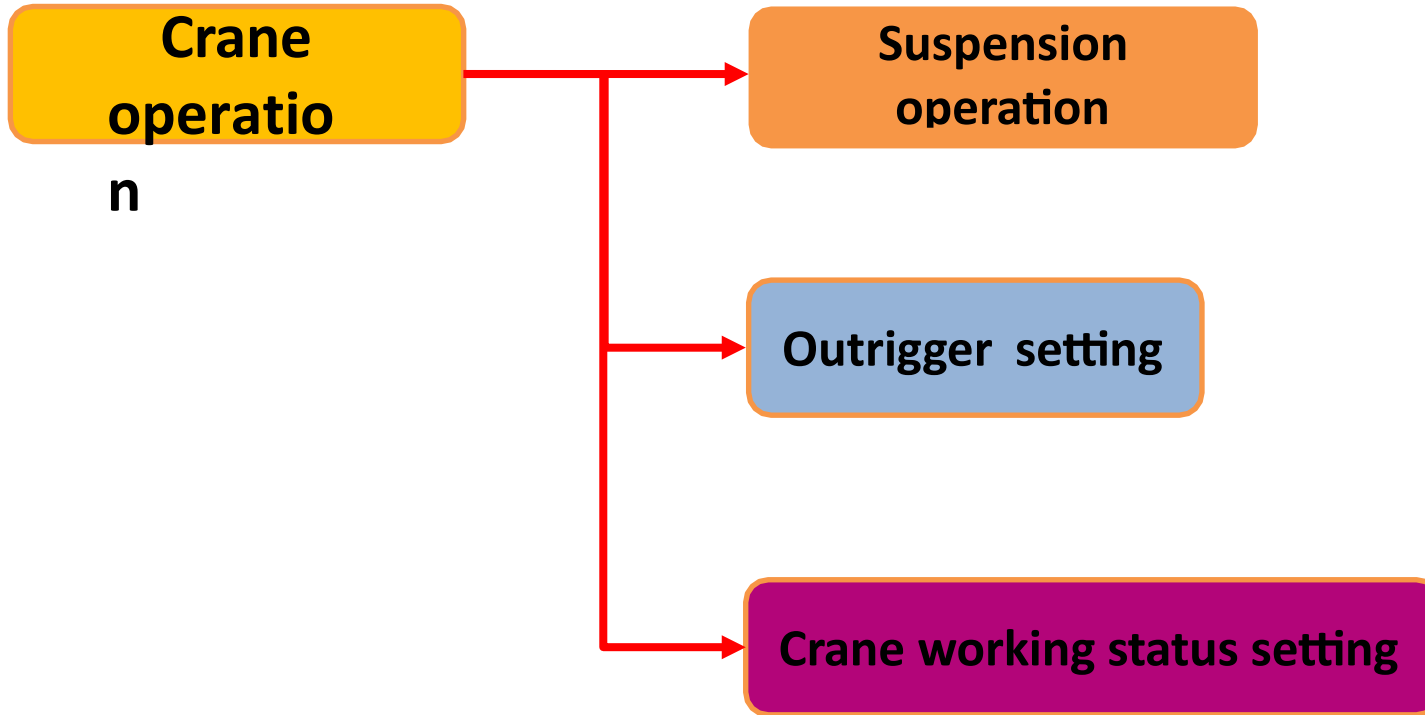 Crane
operatio
n
Suspension
operation
Outrigger setting
Crane working status setting